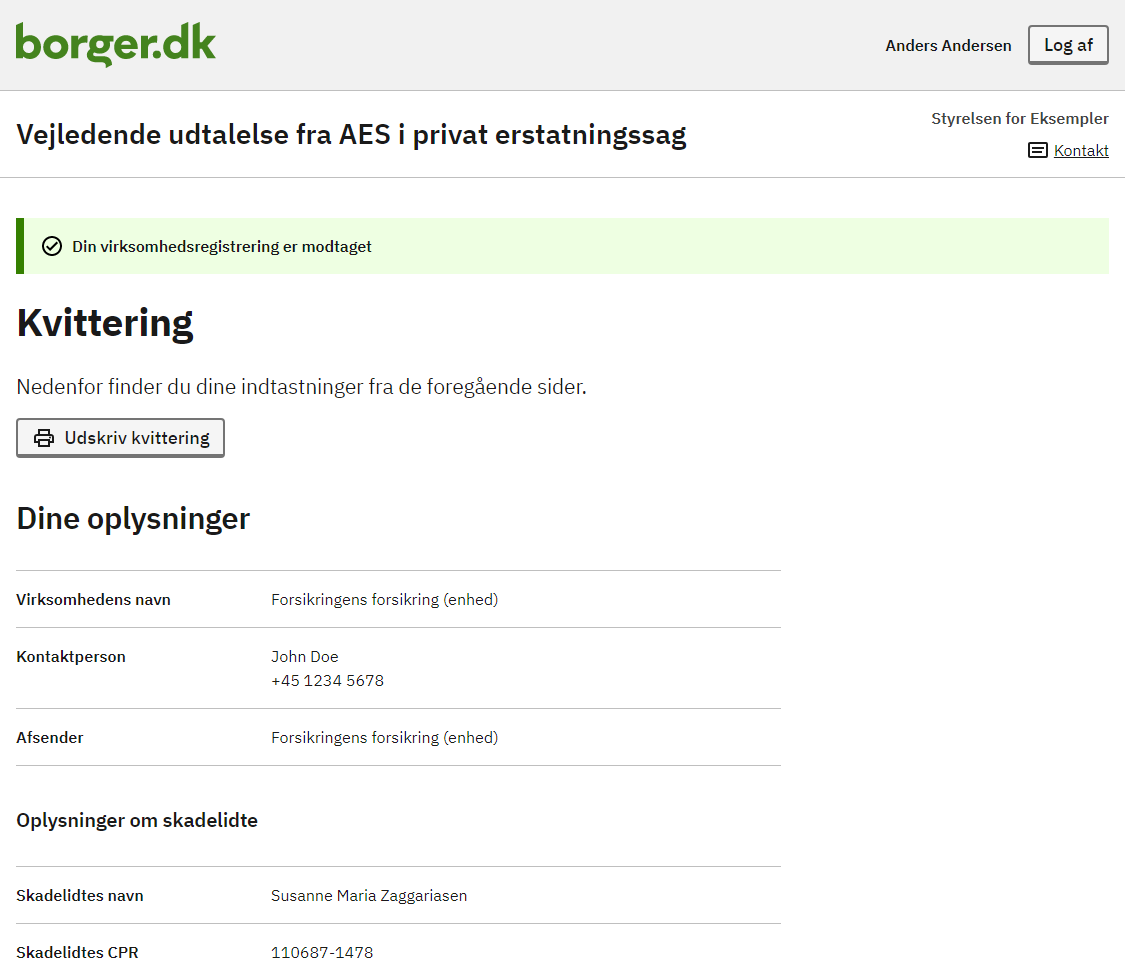 borger.dk
Anders Andersen
Log af
Vejledende udtalelse fra AES i privat erstatningssag
Styrelsen for Eksempler
Kontakt
Din virksomhedsregistrering er modtaget
Kvittering
Nedenfor finder du dine indtastninger fra de foregående sider.
Udskriv kvittering
Dine oplysninger
Virksomhedens navn Forsikringens forsikring (enhed)
Kontaktperson John Doe
+45 1234 5678
Afsender Forsikringens forsikring (enhed)
Oplysninger om skadelidte
Skadelidtes navn Susanne Maria Zaggariasen
Skadelidtes CPR 110687-1478